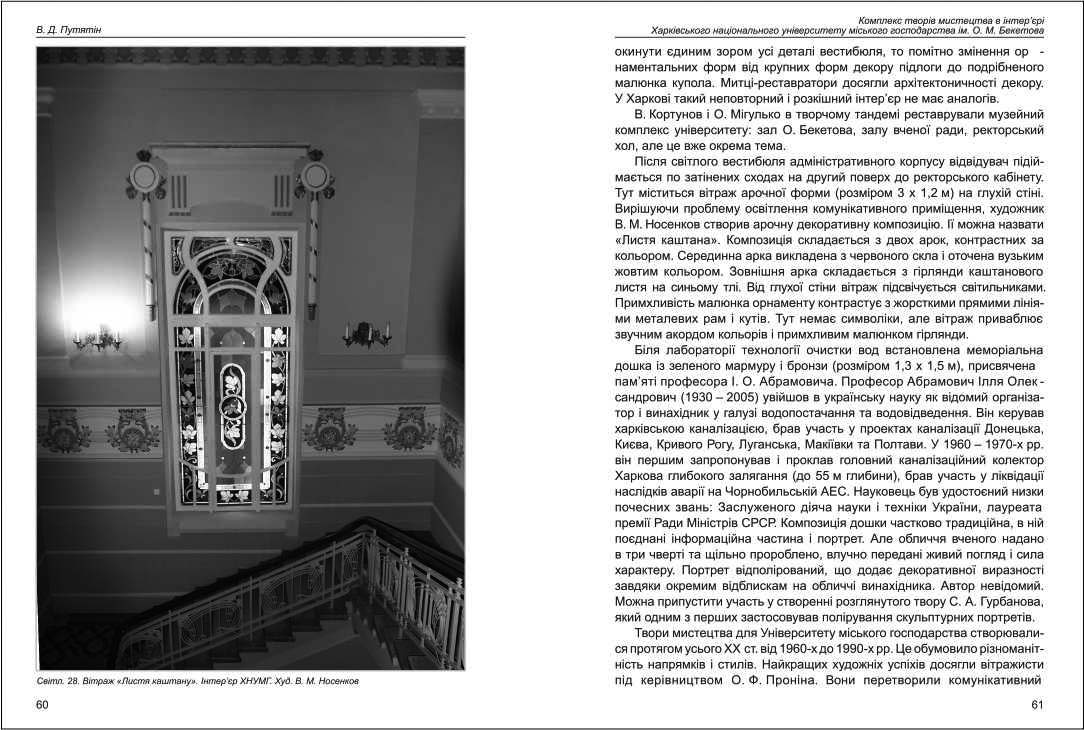 В. Д. Путятін
Світл. 28. Вітраж «Листя каштану». Інтер’єр ХНУМГ. Худ. В. М. Носенков
60
Комплекс творів мистецтва в інтер’єрі
Харківського національного університету міського господарства ім. О. М. Бекетова
окинути єдиним зором усі деталі вестибюля, то помітно змінення ор -
наментальних форм від крупних форм декору підлоги до подрібненого
малюнка купола. Митці-реставратори досягли архітектоничності декору.
У Харкові такий неповторний і розкішний інтер’єр не має аналогів.
В. Кортунов і О. Мігулько в творчому тандемі реставрували музейний
комплекс університету: зал О. Бекетова, залу вченої ради, ректорський
хол, але це вже окрема тема.
Після світлого вестибюля адміністративного корпусу відвідувач підій-
мається по затінених сходах на другий поверх до ректорського кабінету.
Тут міститься вітраж арочної форми (розміром 3 х 1,2 м) на глухій стіні.
Вирішуючи проблему освітлення комунікативного приміщення, художник
В. М. Носенков створив арочну декоративну композицію. Її можна назвати
«Листя каштана». Композиція складається з двох арок, контрастних за
кольором. Серединна арка викладена з червоного скла і оточена вузьким
жовтим кольором. Зовнішня арка складається з гірлянди каштанового
листя на синьому тлі. Від глухої стіни вітраж підсвічується світильниками.
Примхливість малюнка орнаменту контрастує з жорсткими прямими лінія-
ми металевих рам і кутів. Тут немає символіки, але вітраж приваблює
звучним акордом кольорів і примхливим малюнком гірлянди.
Біля лабораторії технології очистки вод встановлена меморіальна
дошка із зеленого мармуру і бронзи (розміром 1,3 х 1,5 м), присвячена
пам’яті професора І. О. Абрамовича. Професор Абрамович Ілля Олек -
сандрович (1930 – 2005) увійшов в українську науку як відомий організа-
тор і винахідник у галузі водопостачання та водовідведення. Він керував
харківською каналізацією, брав участь у проектах каналізації Донецька,
Києва, Кривого Рогу, Луганська, Макіївки та Полтави. У 1960 – 1970-х рр.
він першим запропонував і проклав головний каналізаційний колектор
Харкова глибокого залягання (до 55 м глибини), брав участь у ліквідації
наслідків аварії на Чорнобильській АЕС. Науковець був удостоєний низки
почесних звань: Заслуженого діяча науки і техніки України, лауреата
премії Ради Міністрів СРСР. Композиція дошки частково традиційна, в ній
поєднані інформаційна частина і портрет. Але обличчя вченого надано
в три чверті та щільно пророблено, влучно передані живий погляд і сила
характеру. Портрет відполірований, що додає декоративної виразності
завдяки окремим відблискам на обличчі винахідника. Автор невідомий.
Можна припустити участь у створенні розглянутого твору С. А. Гурбанова,
який одним з перших застосовував полірування скульптурних портретів.
Твори мистецтва для Університету міського господарства створювали-
ся протягом усього ХХ ст. від 1960-х до 1990-х рр. Це обумовило різноманіт-
ність напрямків і стилів. Найкращих художніх успіхів досягли вітражисти
під керівництвом О. Ф. Проніна. Вони перетворили комунікативний
61